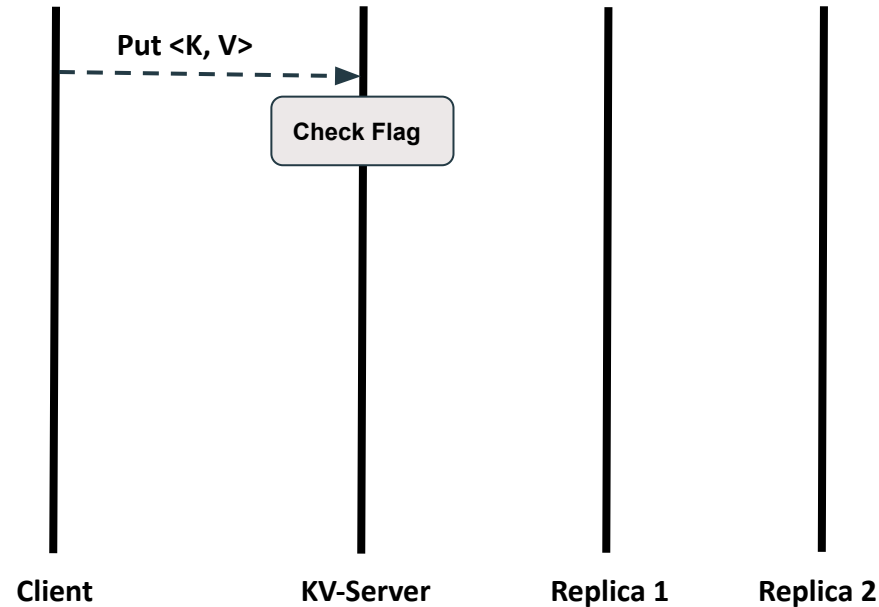 Put <K, V>
Check Flag
Client
KV-Server
Replica 1
Replica 2